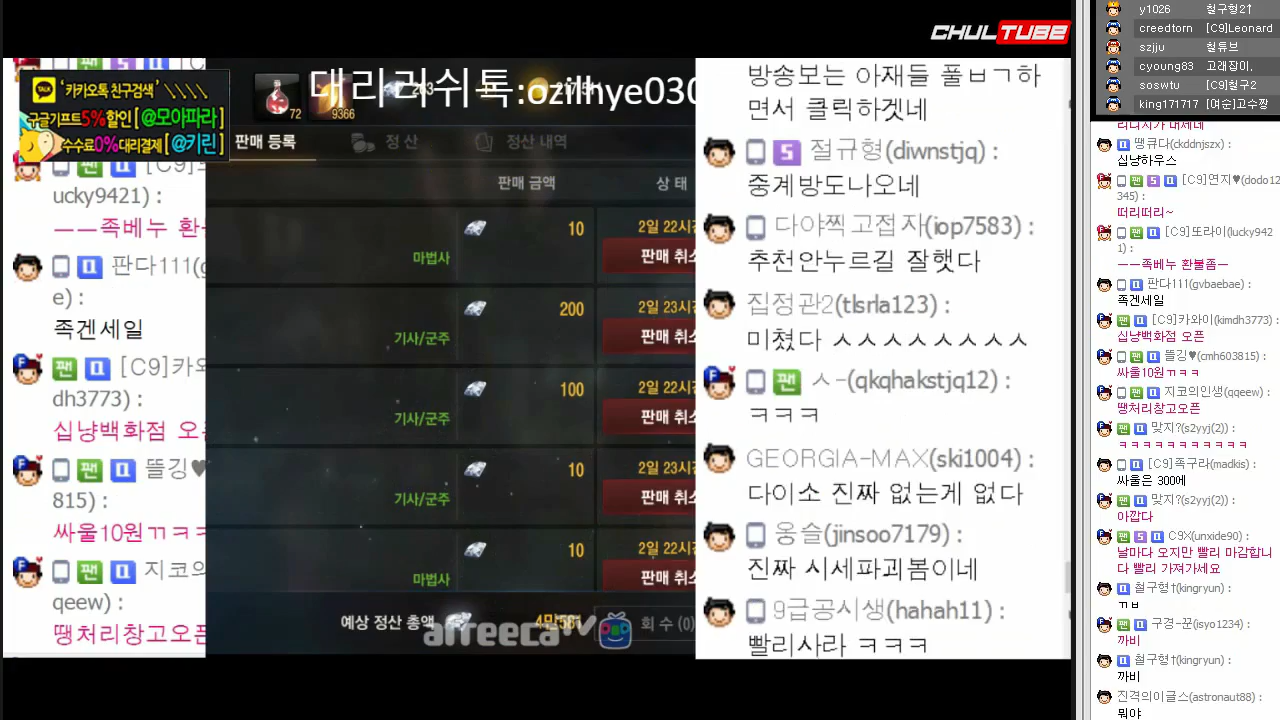 CHULTUBE
TALK '카카오톡 친구검색'
구글기프트5%할인[@모아파라]
수수료0%대리결제[@키린]
ucky9421) :
ㅡㅡ족베누 환
판다111(g
e) :
족겐세일
팬 [C9]카와
dh3773) :
십냥백화점 오픈
팬 뜰깅♥
815) :
싸울10원ㄲㅋ
팬 지코의
qeew) :
땡처리창고오픈
72
9366
대리러쉬톡:ozilhye030
판매 등록
정 산
정산 내역
판매 금액
상 태
10
2일 22시간
마법사
판매 취소
200
2일 23시
기사/군주
판매 취소
100
2일 22시
기사/군주
판매 취소
10
2일 23시
기사/군주
판매 취소
10
2일 22시
마법사
판매 취소
예상 정산 총액
회 수 (0)
afreecaTV
방송보는 아재들 풀ㅂㄱ하
면서 클릭하겟네
S 절규형(diwnstjq) :
중계방도나오네
다야찍고접자(iop7583) :
추천안누르길 잘햇다
집정관2(tlsrla123) :
미쳤다 ㅅㅅㅅㅅㅅㅅㅅㅅ
팬 ㅅ-(qkqhakstjq12) :
ㅋㅋㅋ
GEORGIA-MAX(ski1004) :
다이소 진짜 없는게 없다
옹슬(jinsoo7179) :
진짜 시세파괴봄이네
9급공시생(hahah11) :
빨리사라 ㅋㅋㅋ
y1026 철구형2↑
creedtorn [C9]Leonard
szjju 철튜브
cyoung83 고래잡이,
soswtu [C9]철구2
king171717 [여순]고수낑
땡큐다(ckddnjszx) :
십냥하우스
팬 S [C9]연지♥(dodo12
345) :
떠리떠리~
팬 [C9]또라이(lucky942
1) :
ㅡㅡ족베누 환불좀ㅡ
판다111(gvbaebae) :
족겐세일
팬 [C9]카와이(kimdh3773) :
십냥백화점 오픈
팬 뜰깅♥(cmh603815) :
싸울10원ㄲㅋㅋ
팬 지코의인생(qqeew) :
땡처리창고오픈
팬 맞지?(s2yyj(2)) :
ㅋㅋㅋㅋㅋㅋㅋㅋㅋㅋㅋ
[C9]족구라(madkis) :
싸울은 300에
팬 맞지?(s2yyj(2)) :
아깝다
팬 S C9X(unxide90) :
날마다 오지만 빨리 마감합니
다 빨리 가져가세요
철구형†(kingryun) :
ㄲㅂ
팬 구경-꾼(jsyo1234) :
까비
철구형†(kingryun) :
까비
진격의이글스(astronaut88) :
뭐야